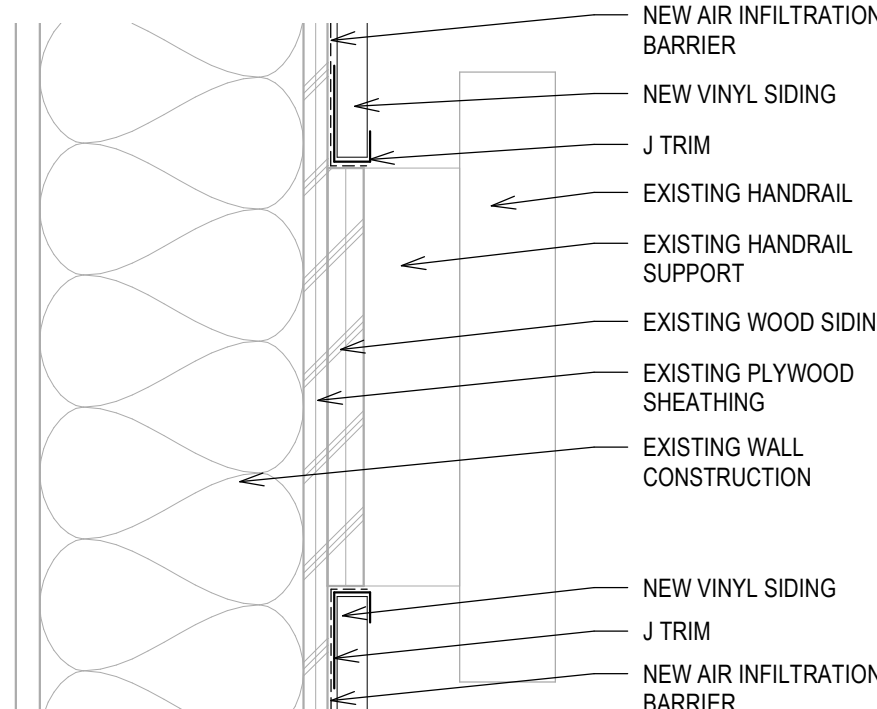 NEW AIR INFILTRATION
BARRIER
NEW VINYL SIDING
J TRIM
EXISTING HANDRAIL
EXISTING HANDRAIL
SUPPORT
EXISTING WOOD SIDIN
EXISTING PLYWOOD
SHEATHING
EXISTING WALL
CONSTRUCTION
NEW VINYL SIDING
J TRIM
NEW AIR INFILTRATION
BARRIER